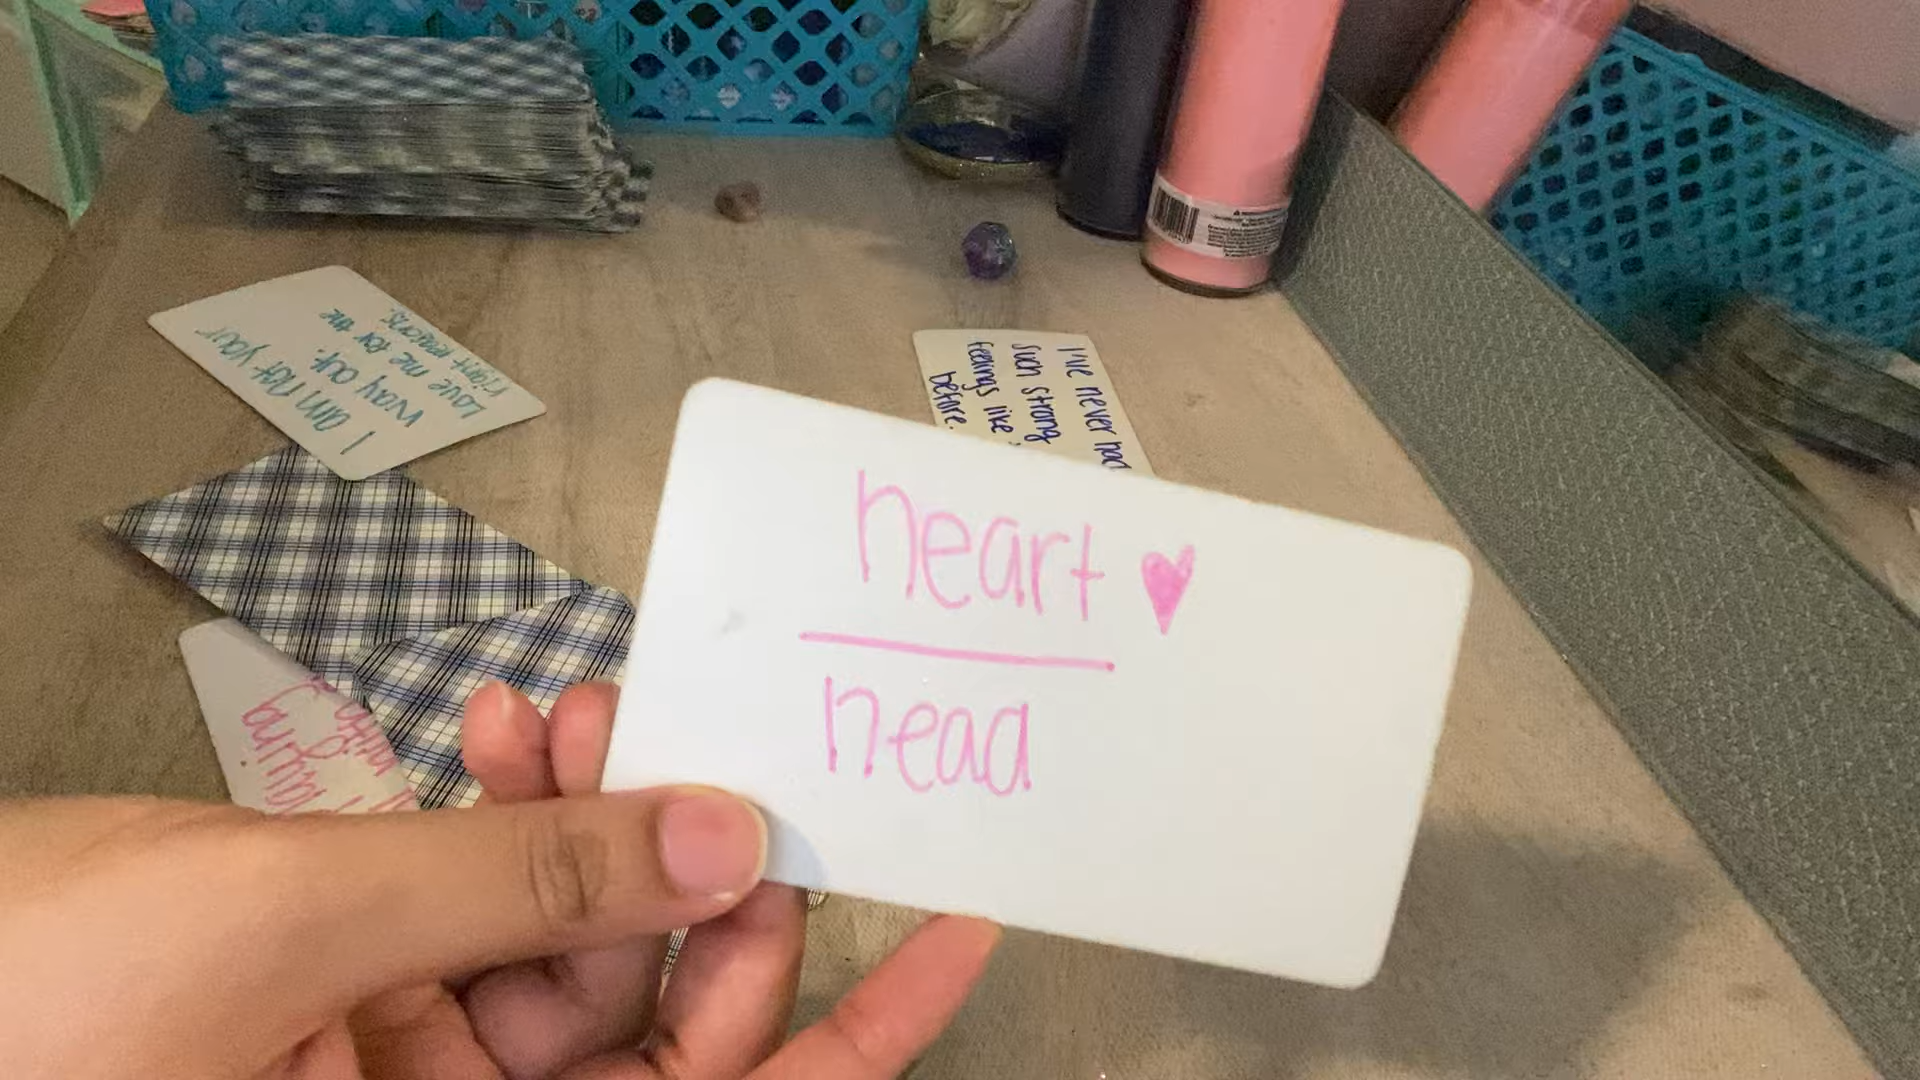 heart
head
I am not your
way out.
Love me for the
right reasons.
I've never had
such strong
feelings like
before.
playing